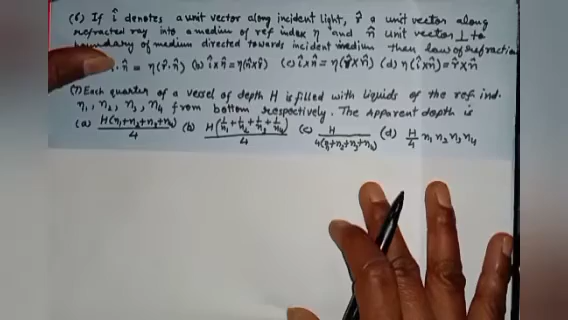 (6) If î denotes a unit vector along incident light, r̂ a unit vector along
refracted ray into a medium of ref index η and n̂ unit vector ⊥ to
boundary of medium directed towards incident medium then law of refraction
. n̂ = η(r̂.n̂) (b) î×n̂=η(n̂×r̂) (c) î×n̂=η(r̂×n̂) (d) η(î×n̂)=r̂×n̂
(7) Each quarter of a vessel of depth H is filled with liquids of the ref. ind.
η₁, η₂, η₃, η₄ from bottom respectively. The apparent depth is
(a) H(η₁+η₂+η₃+η₄)/4 (b) H(1/η₁+1/η₂+1/η₃+1/η₄)/4 (c) H/4(η₁+η₂+η₃+η₄) (d) H/4 η₁ η₂ η₃ η₄